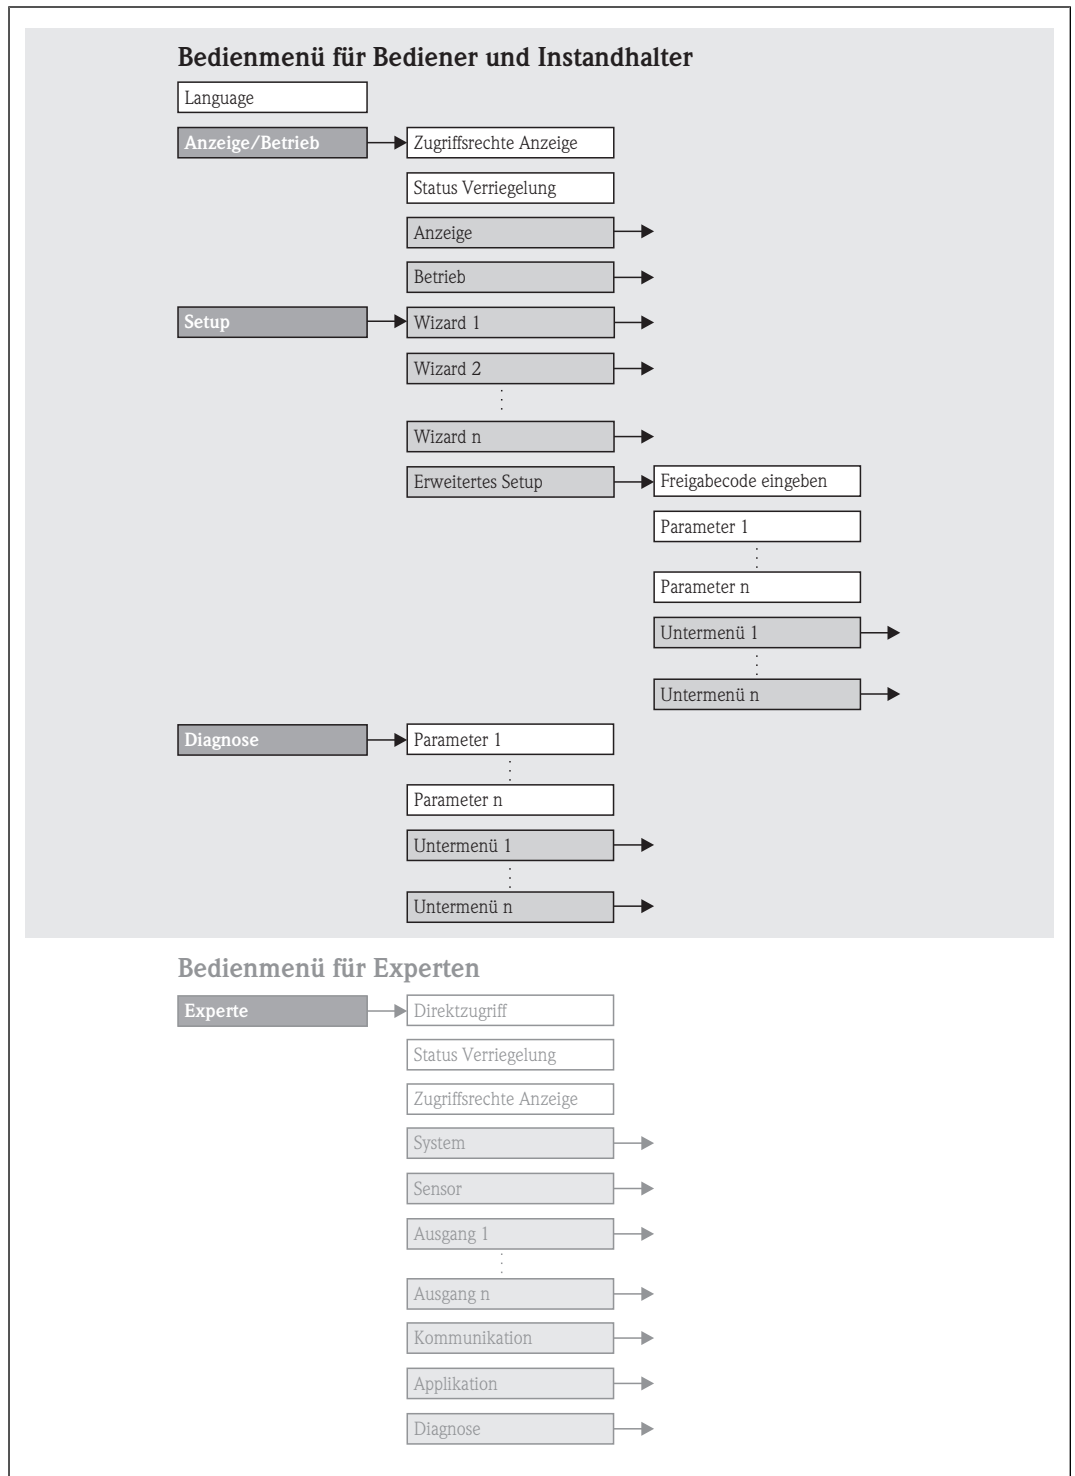 Bedienmenü für Bediener und Instandhalter
Language
Anzeige/Betrieb
Zugriffsrechte Anzeige
Status Verriegelung
Anzeige
Betrieb
Setup
Wizard 1
Wizard 2
Wizard n
Erweitertes Setup
Freigabecode eingeben
Parameter 1
Parameter n
Untermenü 1
Untermenü n
Diagnose
Parameter 1
Parameter n
Untermenü 1
Untermenü n
Bedienmenü für Experten
Experte
Direktzugriff
Status Verriegelung
Zugriffsrechte Anzeige
System
Sensor
Ausgang 1
Ausgang n
Kommunikation
Applikation
Diagnose